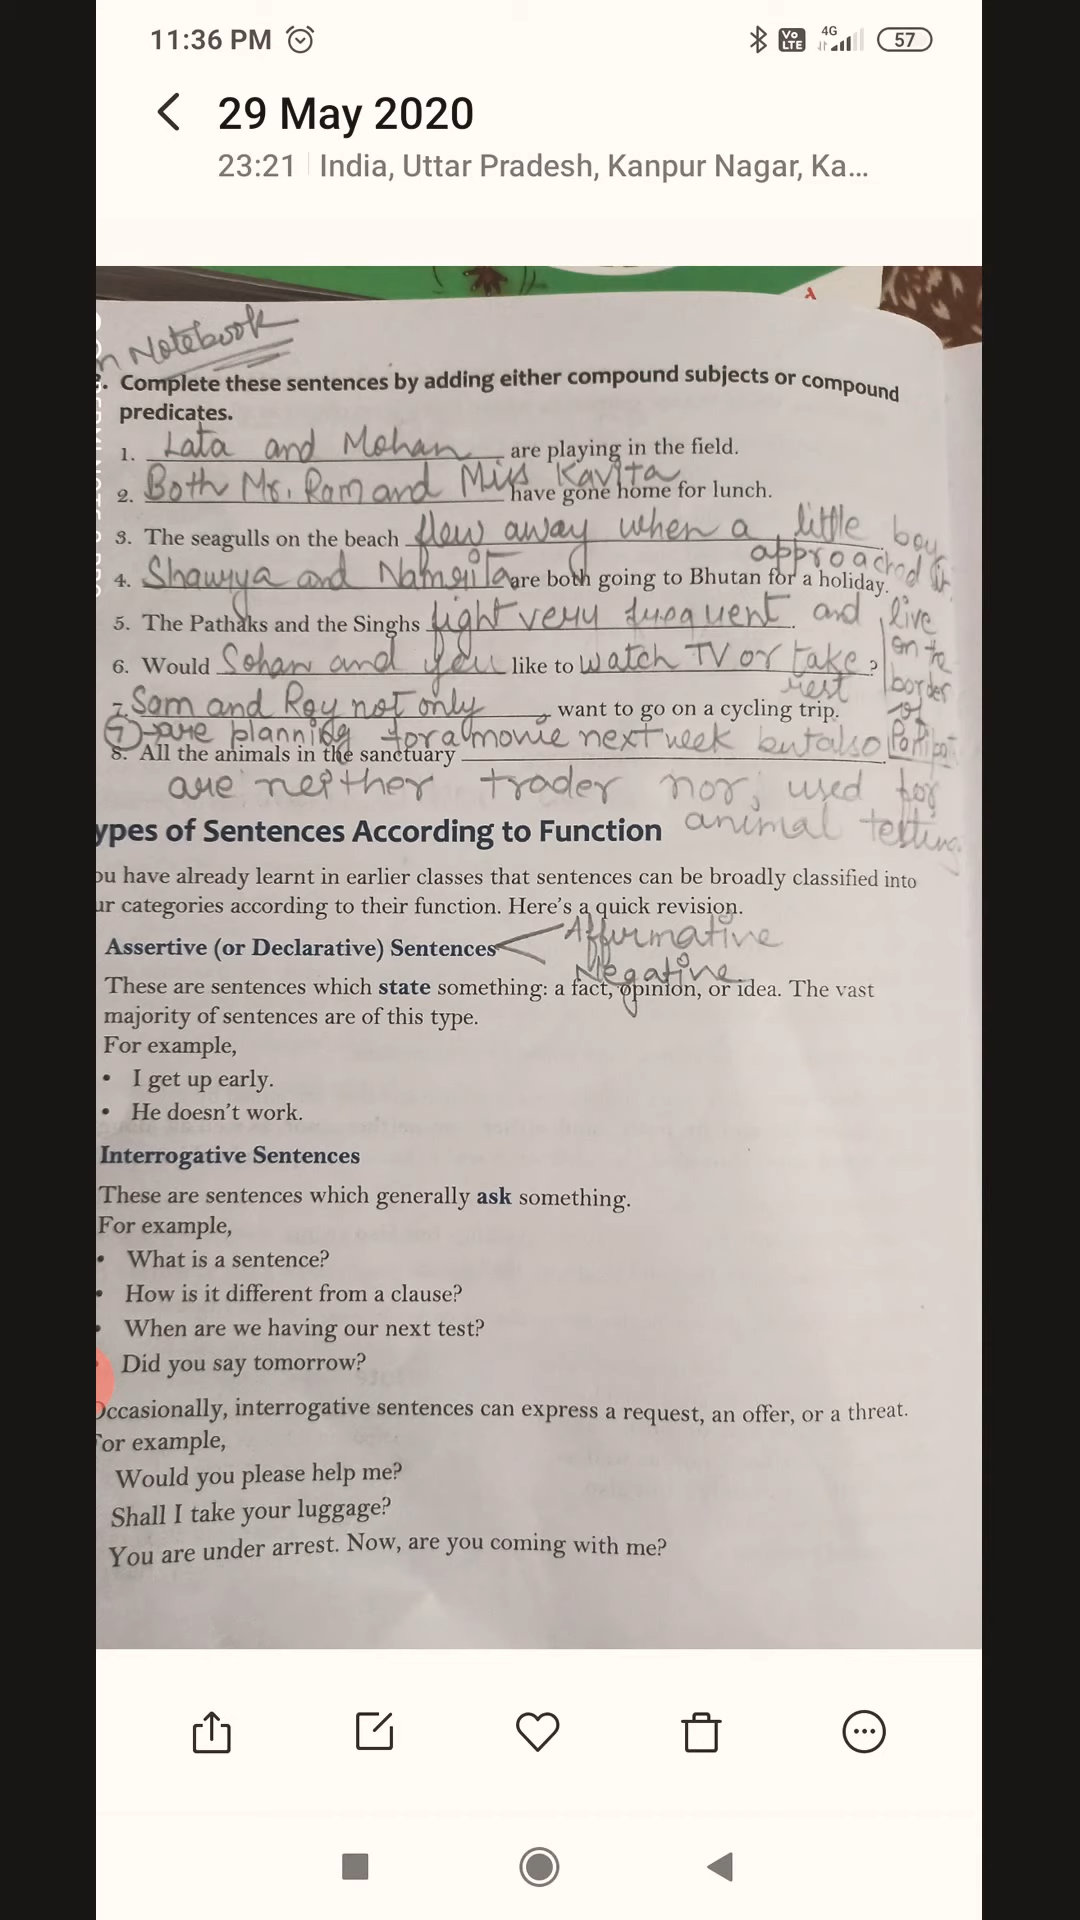 11:36 PM
Vo LTE 4G 57
29 May 2020
23:21 India, Uttar Pradesh, Kanpur Nagar, Ka...
Notebook
Complete these sentences by adding either compound subjects or compound
predicates.
1. Lata and Mohan are playing in the field.
2. Both Mr. Ram and Miss Kavita have gone home for lunch.
3. The seagulls on the beach flew away when a little boy
approached
4. and Namrita are both going to Bhutan for a holiday.
5. The Pathaks and the Singhs fight very frequent and live
on the
border
of
6. Would Sohan and you like to watch TV or take ?
rest
7. Sam and Roy not only want to go on a cycling trip.
7 are planning for a movie next week but also
8. All the animals in the sanctuary
are neither trader nor, used for
animal testing.
ypes of Sentences According to Function
ou have already learnt in earlier classes that sentences can be broadly classified into
ur categories according to their function. Here's a quick revision.
Assertive (or Declarative) Sentences Affirmative
Negative
These are sentences which state something: a fact, opinion, or idea. The vast
majority of sentences are of this type.
For example,
• I get up early.
• He doesn't work.
Interrogative Sentences
These are sentences which generally ask something.
For example,
• What is a sentence?
• How is it different from a clause?
• When are we having our next test?
Did you say tomorrow?
Occasionally, interrogative sentences can express a request, an offer, or a threat.
For example,
Would you please help me?
Shall I take your luggage?
You are under arrest. Now, are you coming with me?